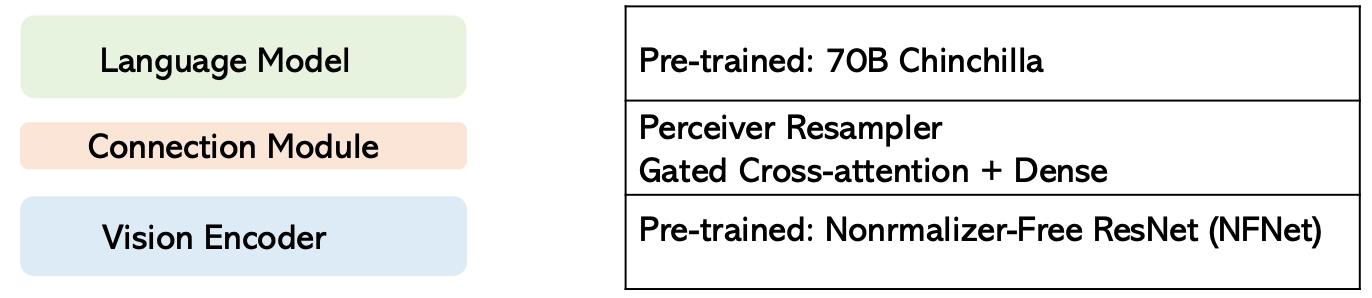 Language Model
Pre-trained: 70B Chinchilla
Connection Module
Perceiver Resampler
Gated Cross-attention + Dense
Vision Encoder
Pre-trained: Nonrmalizer-Free ResNet (NFNet)